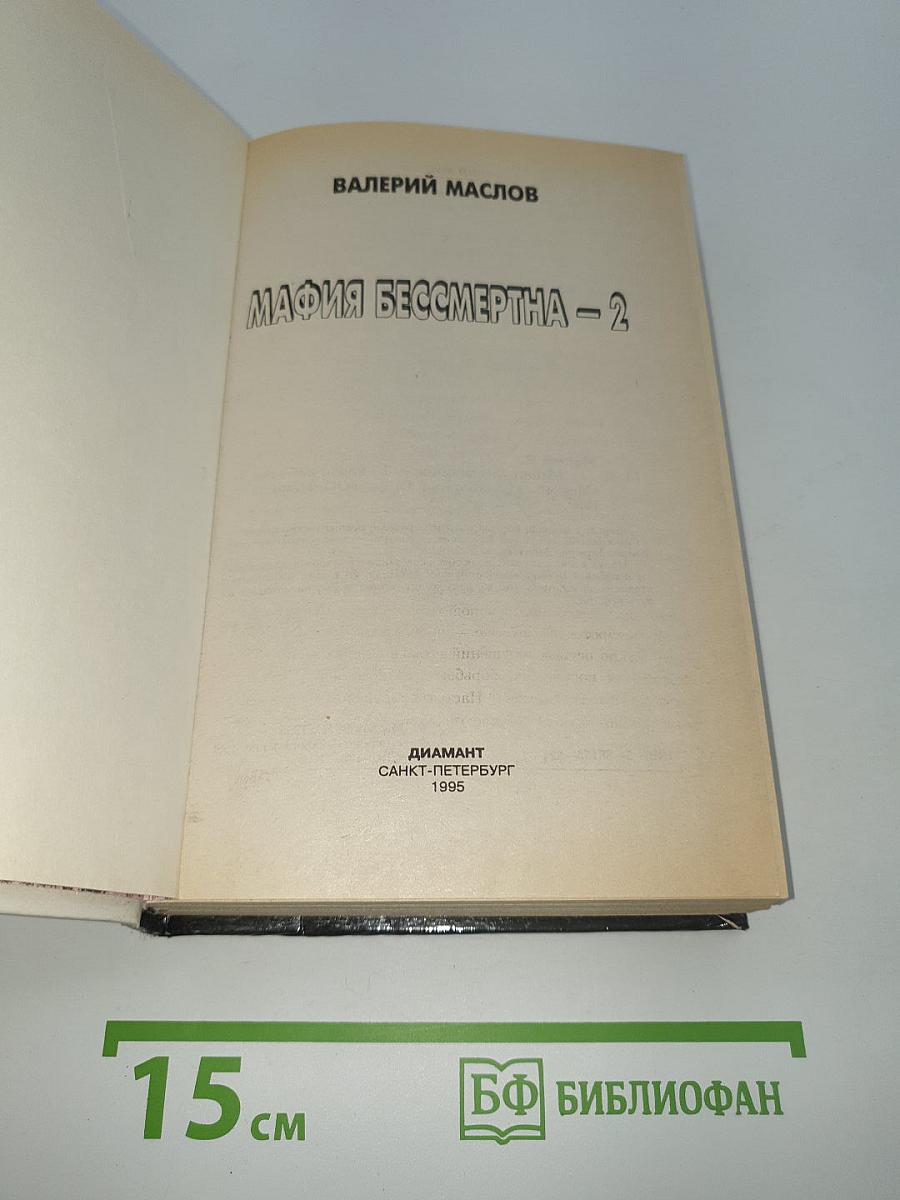 ВАЛЕРИЙ МАСЛОВ
МАФИЯ БЕССМЕРТНА – 2
ДИАМАНТ
САНКТ-ПЕТЕРБУРГ
1995
15 см
БФ БИБЛИОФАН